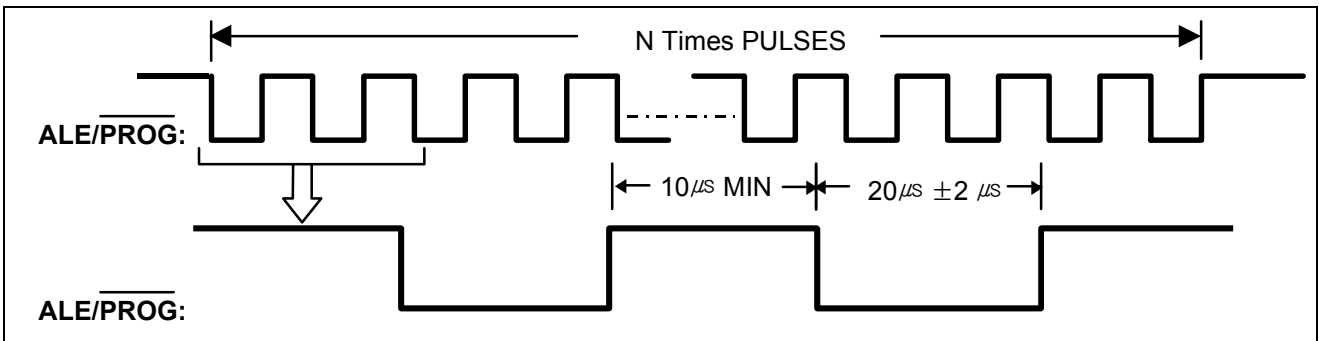 N Times PULSES
ALE/PROG:
10㎲ MIN 20㎲ ±2 ㎲
ALE/PROG: